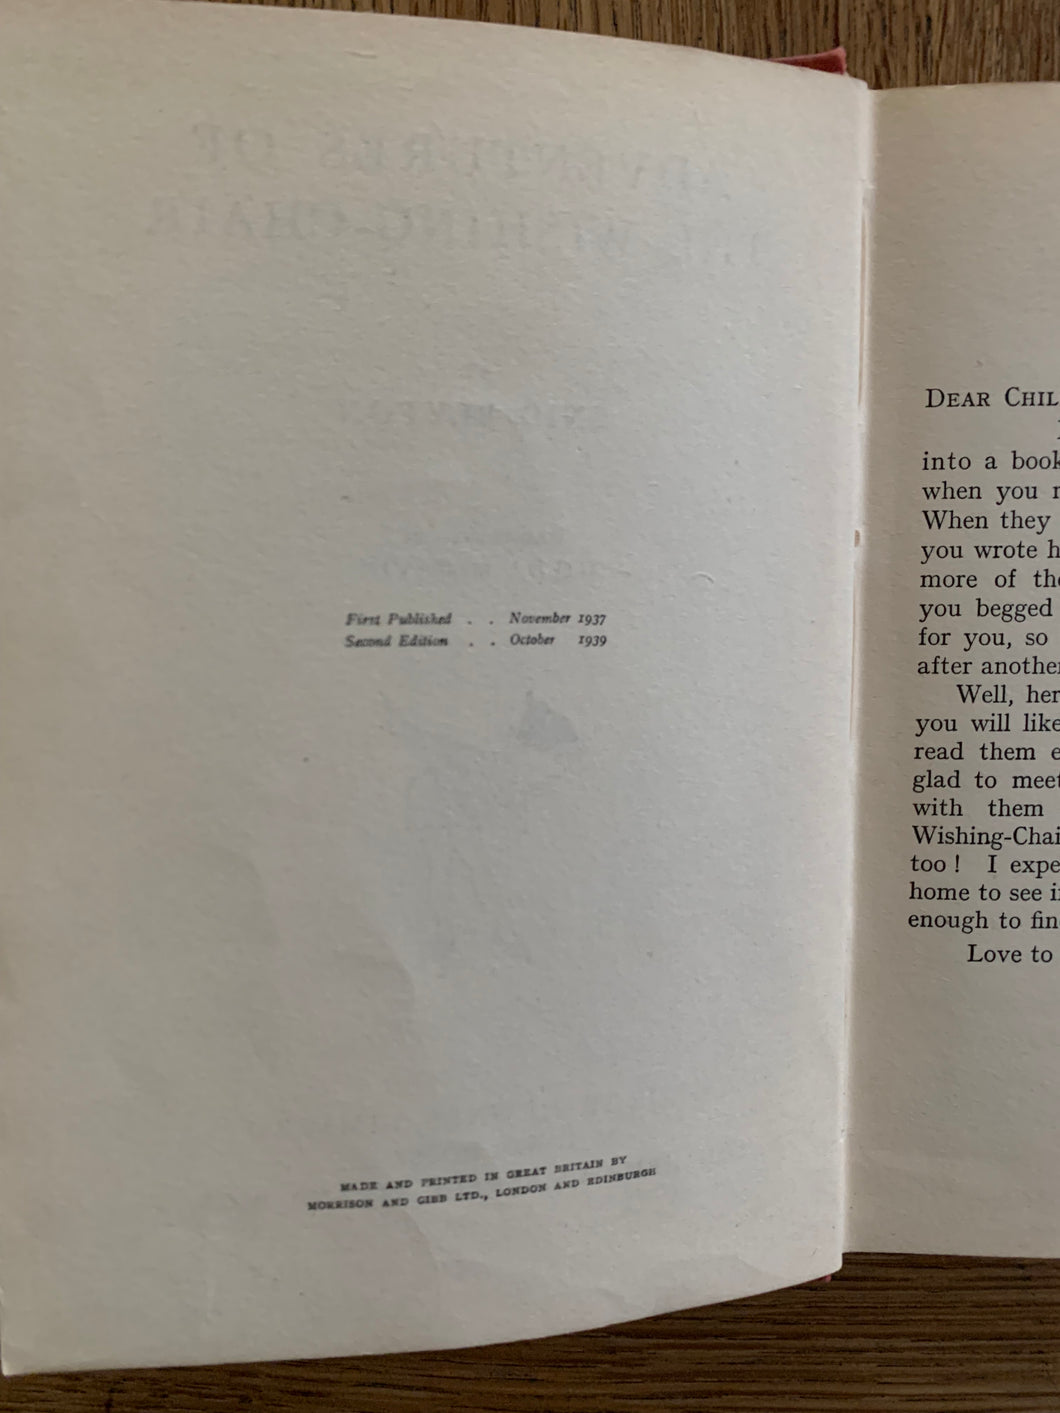 First Published . . November 1937
Second Edition . . October 1939
MADE AND PRINTED IN GREAT BRITAIN BY
MORRISON AND GIBB LTD., LONDON AND EDINBURGH
DEAR CHIL
into a book
when you
When they
you wrote h
more of the
you begged
for you, so
after another
Well, her
you will like
read them e
glad to meet
with them
Wishing-Chai
too ! I expe
home to see i
enough to fin
Love to